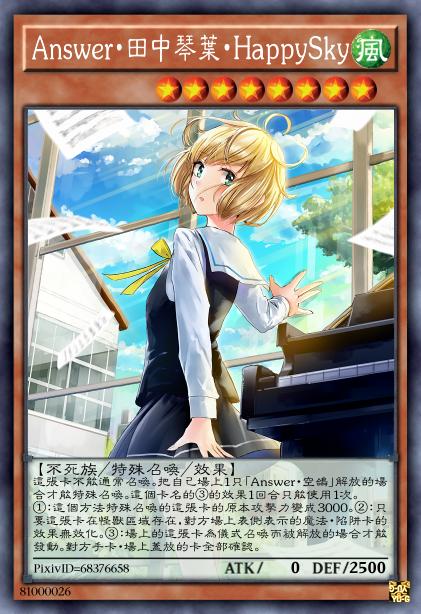 Answer·田中琴葉·HappySky
風
【不死族/特殊召喚/效果】
這張卡不能通常召喚。把自己場上1只「Answer·空鴿」解放的場
合才能特殊召喚。這個卡名的③的效果1回合只能使用1次。
①:這個方法特殊召喚的這張卡的原本攻擊力變成3000。②:只
要這張卡在怪獸區域存在,對方場上表側表示的魔法·陷阱卡的
效果無效化。③:場上的這張卡為儀式召喚而被解放的場合才能
發動。對方手卡·場上蓋放的卡全部確認。
PixivID=68376658
ATK/ 0 DEF/2500
81000026